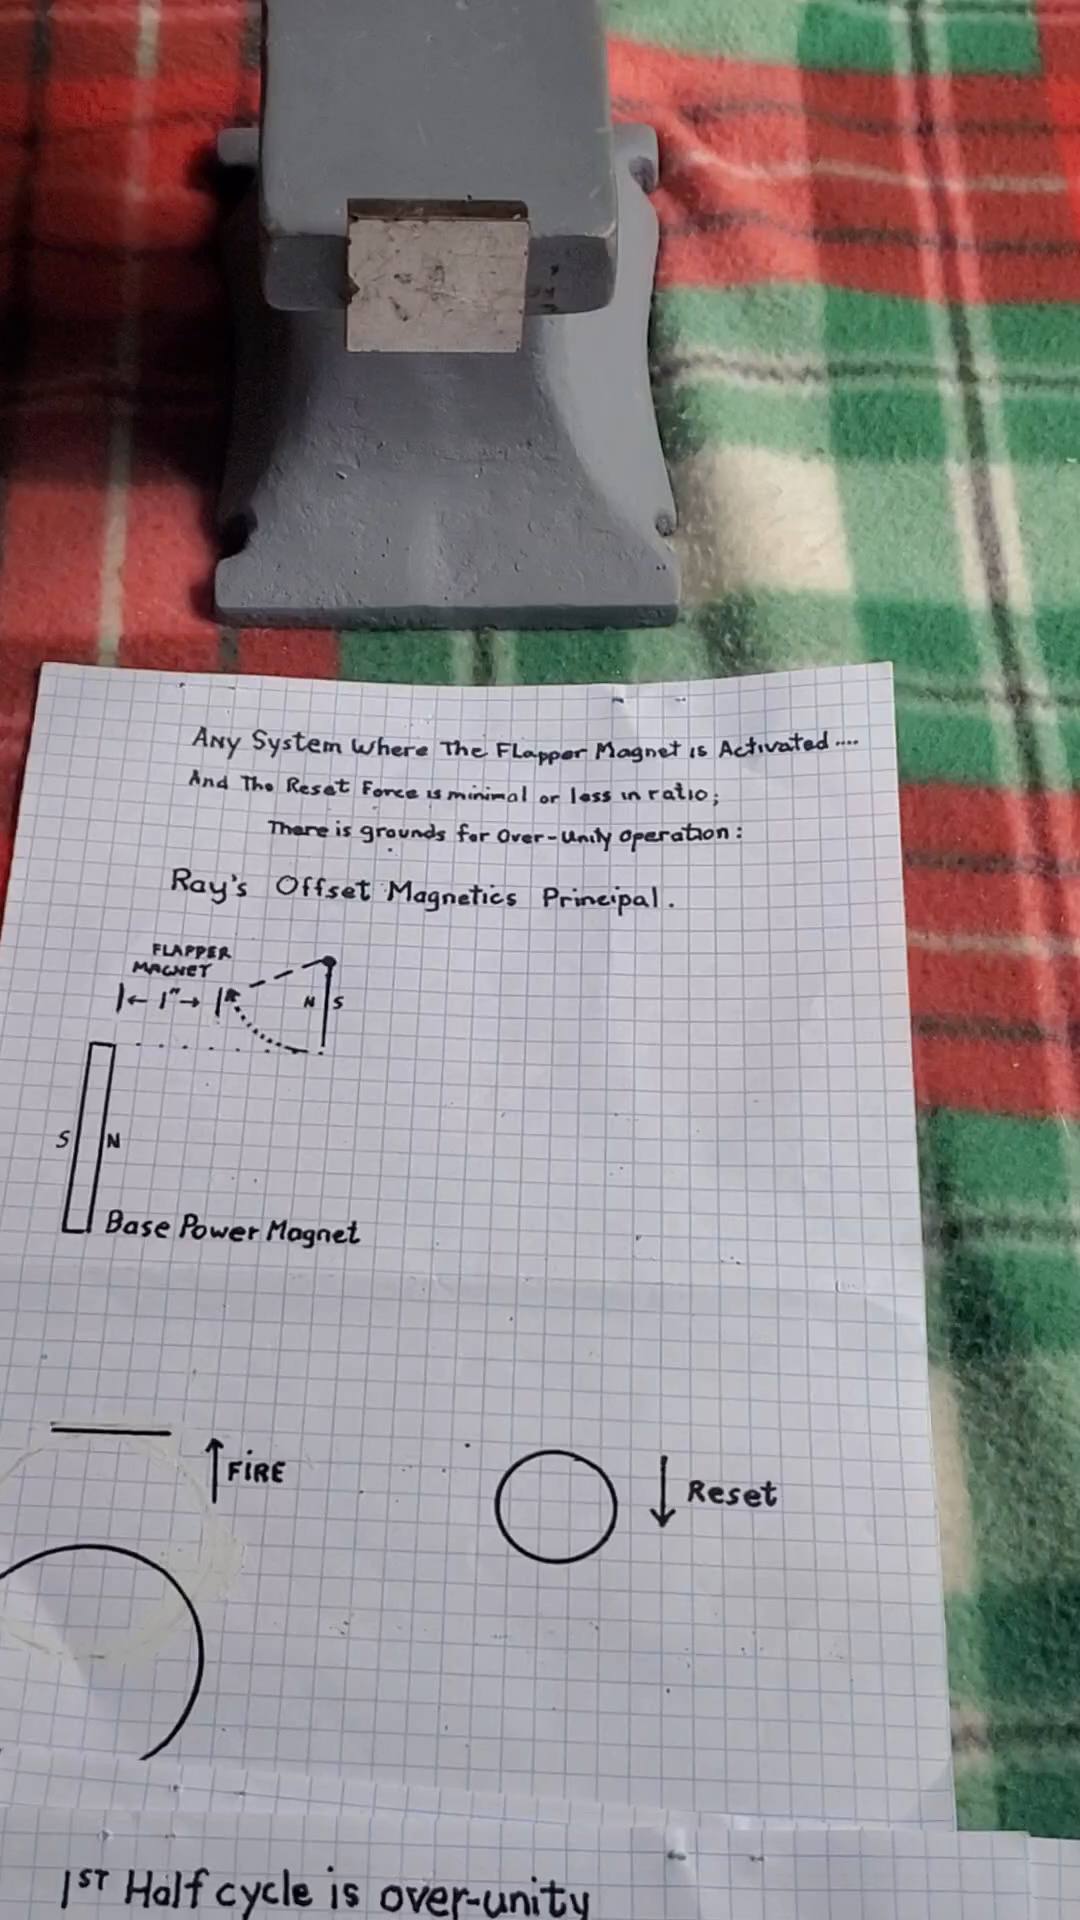 Any System Where The Flapper Magnet is Activated ....
And The Reset Force is minimal or less in ratio;
There is grounds for Over-Unity Operation:
Ray's Offset Magnetics Principal.
FLAPPER
MAGNET
1"
N S
S N
Base Power Magnet
FIRE
Reset
1ST Half cycle is over-unity